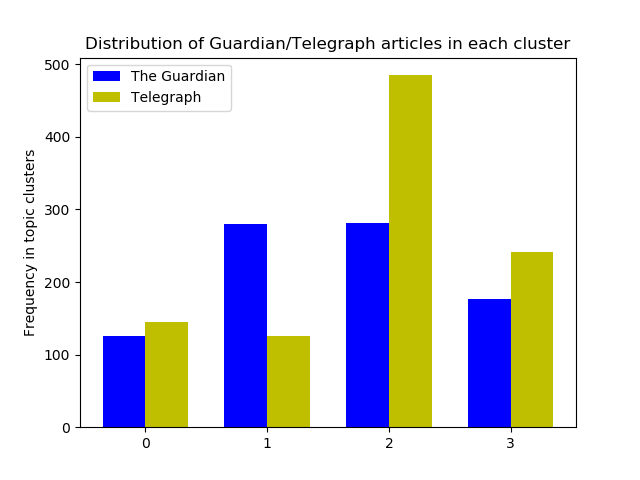 Distribution of Guardian/Telegraph articles in each cluster
The Guardian
Telegraph
Frequency in topic clusters
500
400
300
200
100
0
0 1 2 3